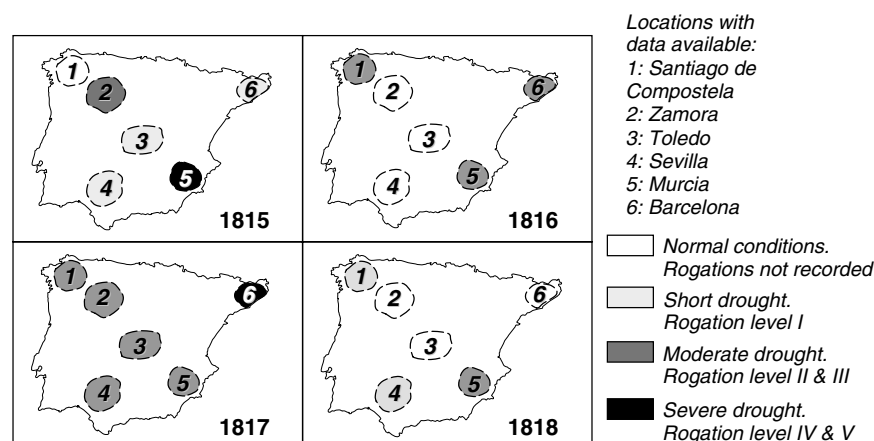 1
2
3
4
5
6
1815
1
2
3
4
5
6
1816
1
2
3
4
5
6
1817
1
2
3
4
5
6
1818
Locations with
data available:
1: Santiago de
Compostela
2: Zamora
3: Toledo
4: Sevilla
5: Murcia
6: Barcelona
Normal conditions.
Rogations not recorded
Short drought.
Rogation level I
Moderate drought.
Rogation level II & III
Severe drought.
Rogation level IV & V